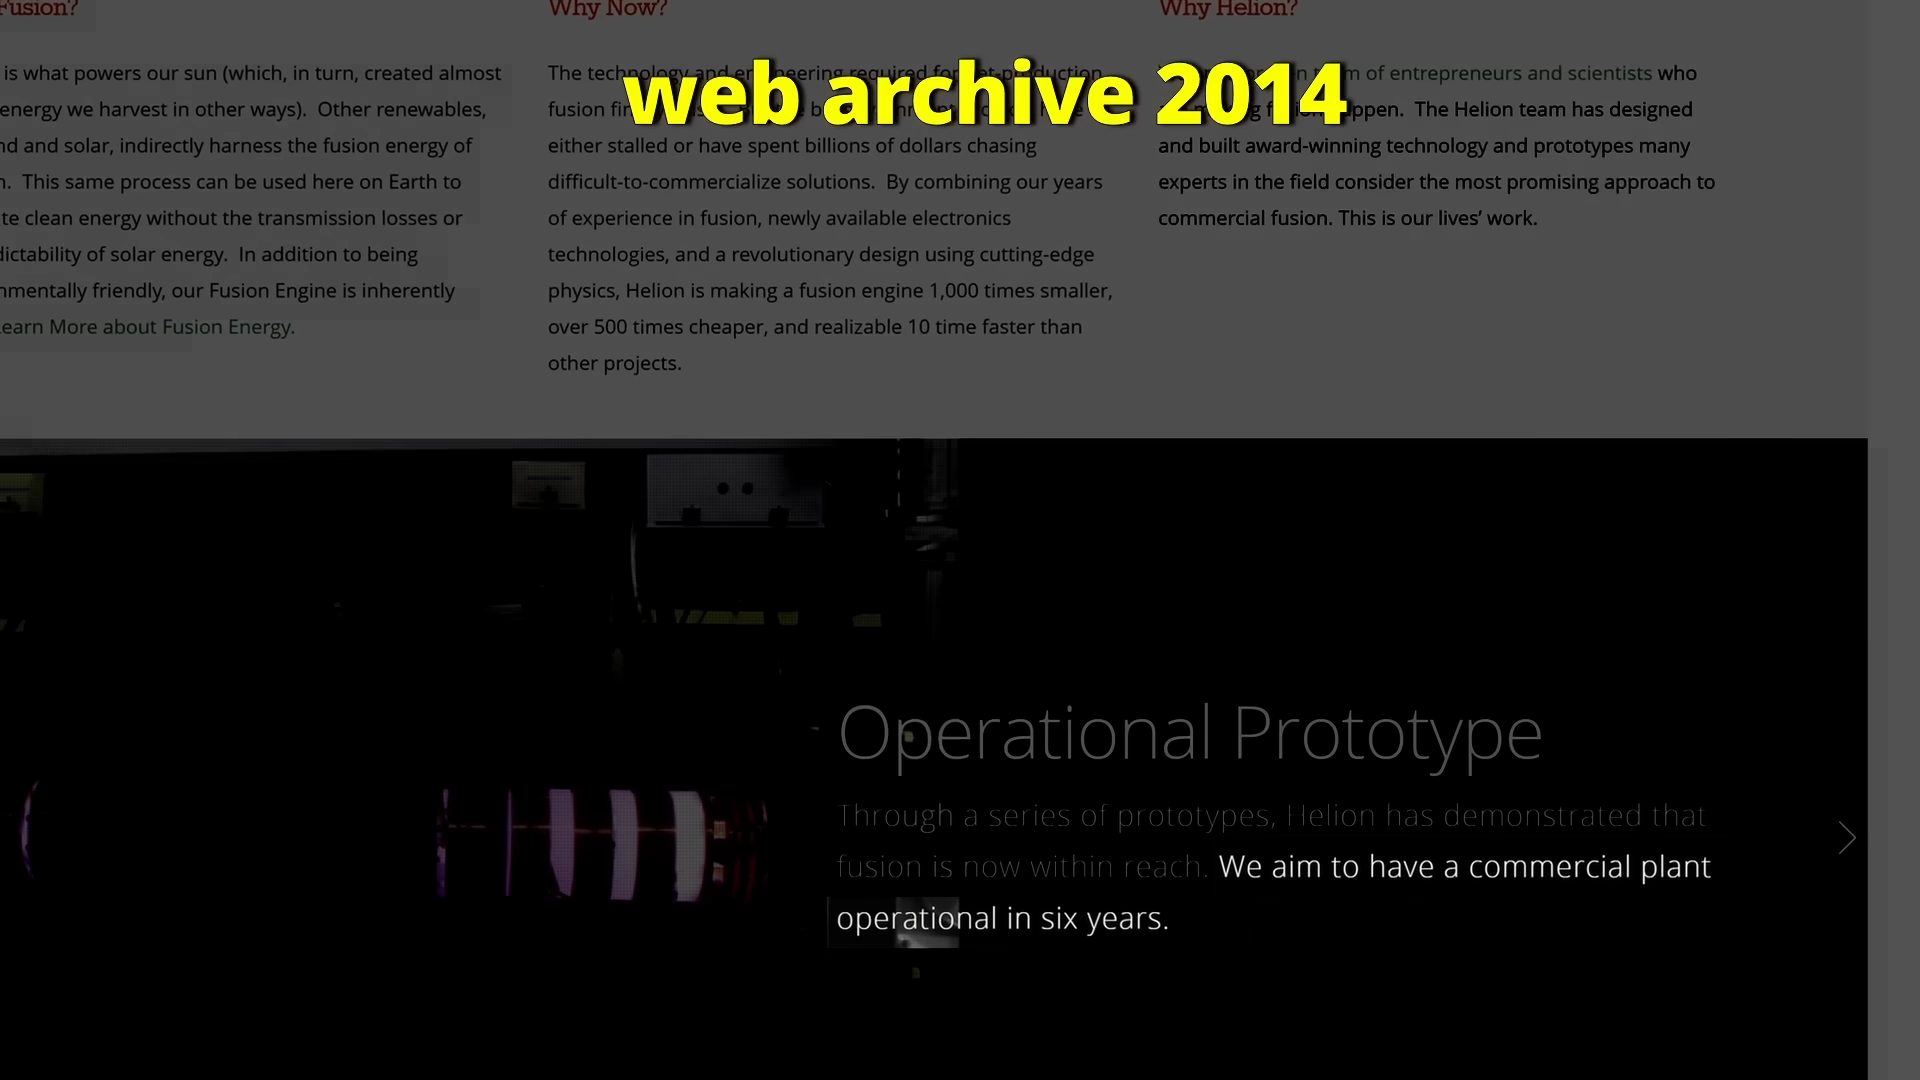 Fusion?
is what powers our sun (which, in turn, created almost
energy we harvest in other ways).  Other renewables,
and solar, indirectly harness the fusion energy of
This same process can be used here on Earth to
clean energy without the transmission losses or
of solar energy.  In addition to being
friendly, our Fusion Engine is inherently
Learn More about Fusion Energy.
Why Now?
The technology and engineering required for
fusion
either stalled or have spent billions of dollars chasing
difficult-to-commercialize solutions.  By combining our years
of experience in fusion, newly available electronics
technologies, and a revolutionary design using cutting-edge
physics, Helion is making a fusion engine 1,000 times smaller,
over 500 times cheaper, and realizable 10 time faster than
other projects.
web archive 2014
Why Helion?
of entrepreneurs and scientists who
The Helion team has designed
and built award-winning technology and prototypes many
experts in the field consider the most promising approach to
commercial fusion. This is our lives’ work.
Operational Prototype
Through a series of prototypes, Helion has demonstrated that
fusion is now within reach. We aim to have a commercial plant
operational in six years.